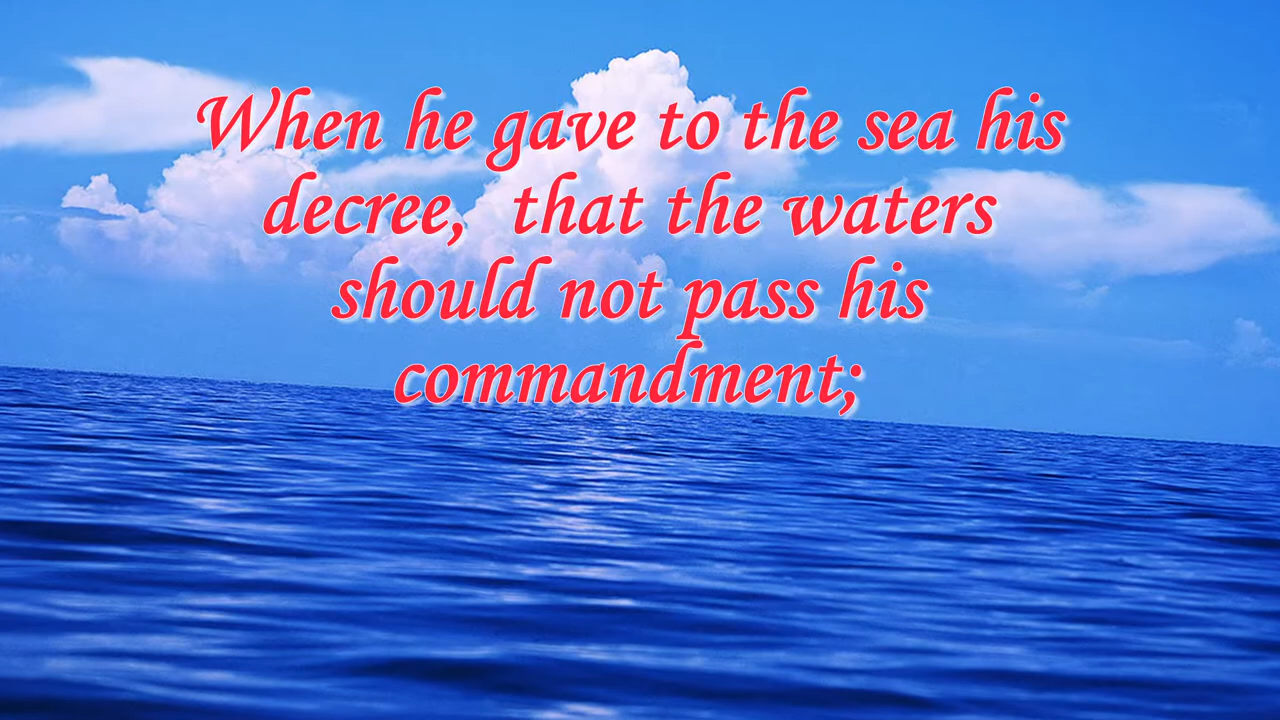 When he gave to the sea his
decree, that the waters
should not pass his
commandment;